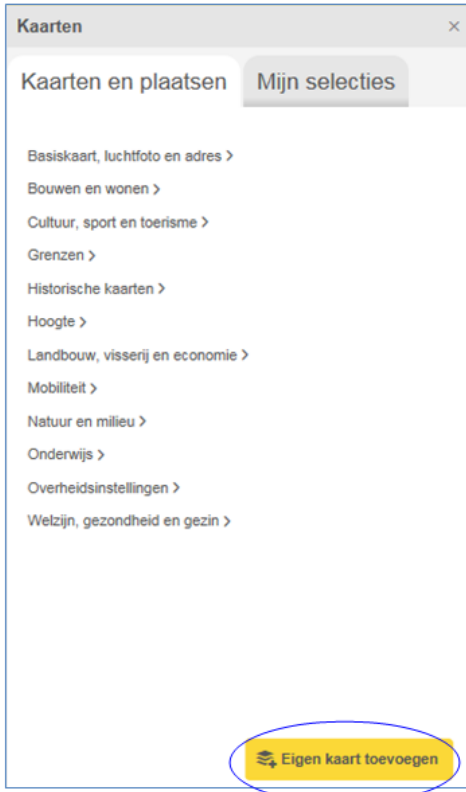 Kaarten ×
Kaarten en plaatsen Mijn selecties
Basiskaart, luchtfoto en adres >
Bouwen en wonen >
Cultuur, sport en toerisme >
Grenzen >
Historische kaarten >
Hoogte >
Landbouw, visserij en economie >
Mobiliteit >
Natuur en milieu >
Onderwijs >
Overheidsinstellingen >
Welzijn, gezondheid en gezin >
Eigen kaart toevoegen